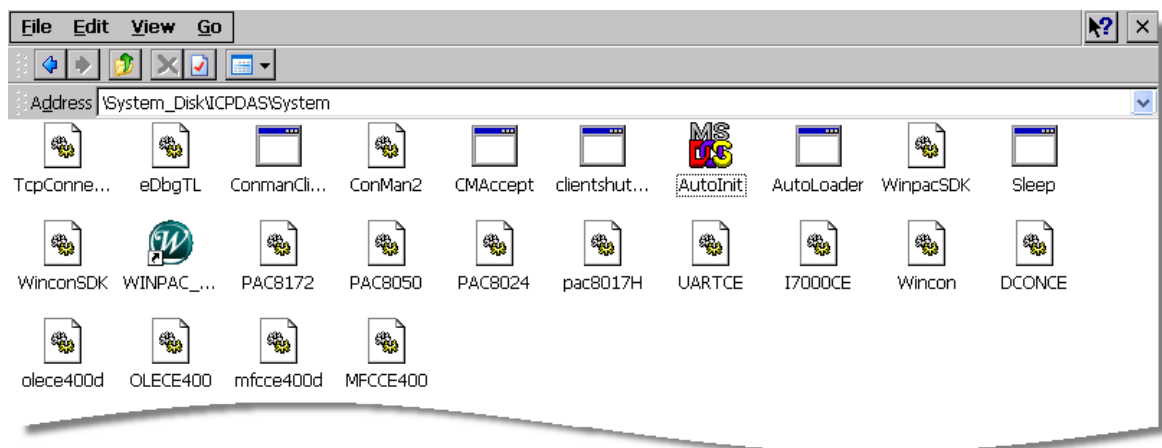 File Edit View Go ? ×
Address \System_Disk\ICPDAS\System
TcpConne... eDbgTL ConmanCli... ConMan2 CMAccept clientshut... AutoInit AutoLoader WinpacSDK Sleep
WinconSDK WINPAC_... PAC8172 PAC8050 PAC8024 pac8017H UARTCE I7000CE Wincon DCONCE
olece400d OLECE400 mfcce400d MFCCE400